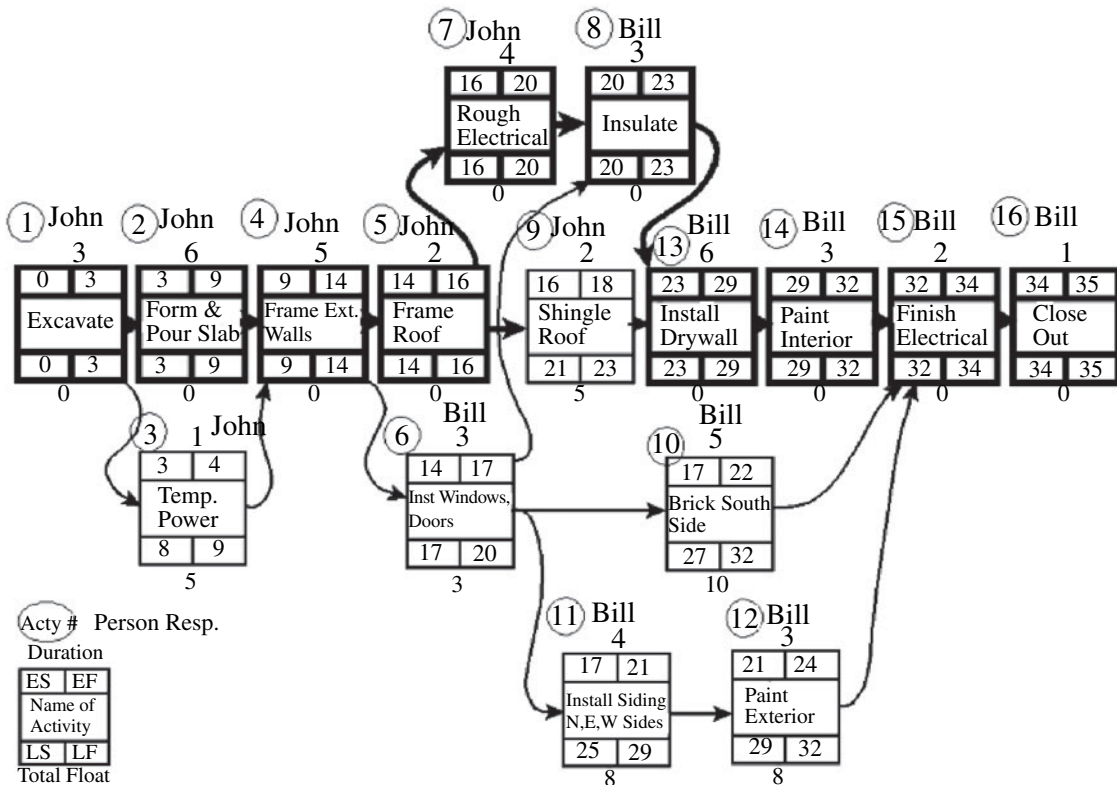 7 John
4
16 20
Rough
Electrical
16 20
0
8 Bill
3
20 23
Insulate
20 23
0
1 John
3
0 3
Excavate
0 3
0
2 John
6
3 9
Form &
Pour Slab
3 9
0
4 John
5
9 14
Frame Ext.
Walls
9 14
0
5 John
2
14 16
Frame
Roof
14 16
0
9 John
2
16 18
Shingle
Roof
21 23
5
13 Bill
6
23 29
Install
Drywall
23 29
0
14 Bill
3
29 32
Paint
Interior
29 32
0
15 Bill
2
32 34
Finish
Electrical
32 34
0
16 Bill
1
34 35
Close
Out
34 35
0
3 John
1
3 4
Temp.
Power
8 9
5
6 Bill
3
14 17
Inst Windows,
Doors
17 20
3
10 Bill
5
17 22
Brick South
Side
27 32
10
11 Bill
4
17 21
Install Siding
N,E,W Sides
25 29
8
12 Bill
3
21 24
Paint
Exterior
29 32
8
Acty # Person Resp.
Duration
ES EF
Name of
Activity
LS LF
Total Float